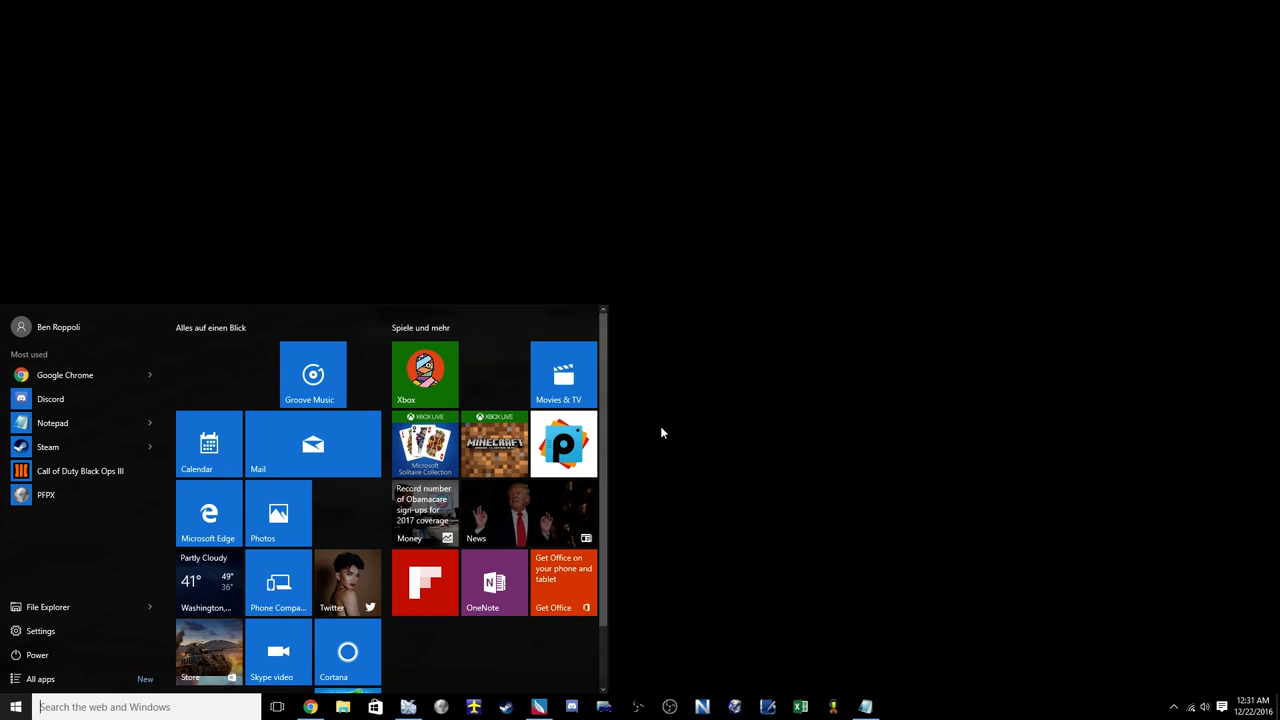 Ben Roppoli
Most used
Google Chrome
Discord
Notepad
Steam
Call of Duty Black Ops III
PFPX
File Explorer
Settings
Power
All apps
New
Alles auf einen Blick
Groove Music
Calendar
Mail
Microsoft Edge
Photos
Partly Cloudy
41°
49°
36°
Washington,...
Phone Compa...
Twitter
Store
Skype video
Cortana
Spiele und mehr
Xbox
Movies & TV
XBOX LIVE
Microsoft
Solitaire Collection
XBOX LIVE
MINECRAFT
p
Record number
of Obamacare
sign-ups for
2017 coverage
Money
News
OneNote
Get Office on
your phone and
tablet
Get Office
Search the web and Windows
12:31 AM
12/22/2016